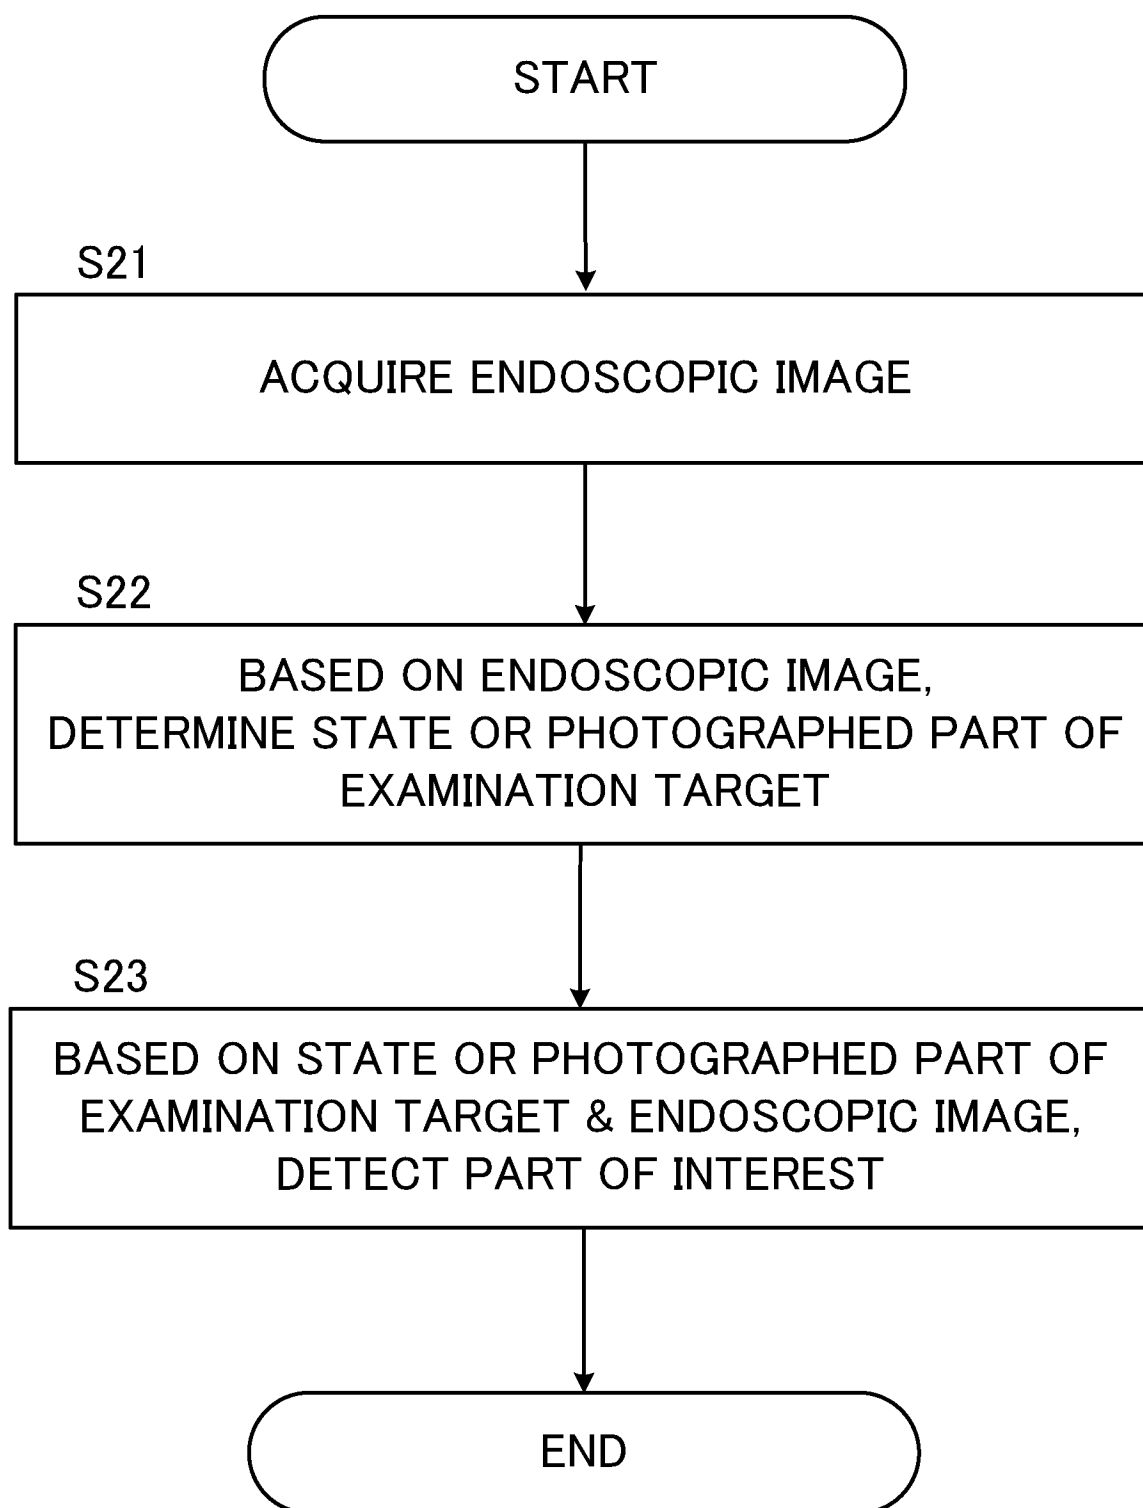 START
S21
ACQUIRE ENDOSCOPIC IMAGE
S22
BASED ON ENDOSCOPIC IMAGE,
DETERMINE STATE OR PHOTOGRAPHED PART OF
EXAMINATION TARGET
S23
BASED ON STATE OR PHOTOGRAPHED PART OF
EXAMINATION TARGET & ENDOSCOPIC IMAGE,
DETECT PART OF INTEREST
END